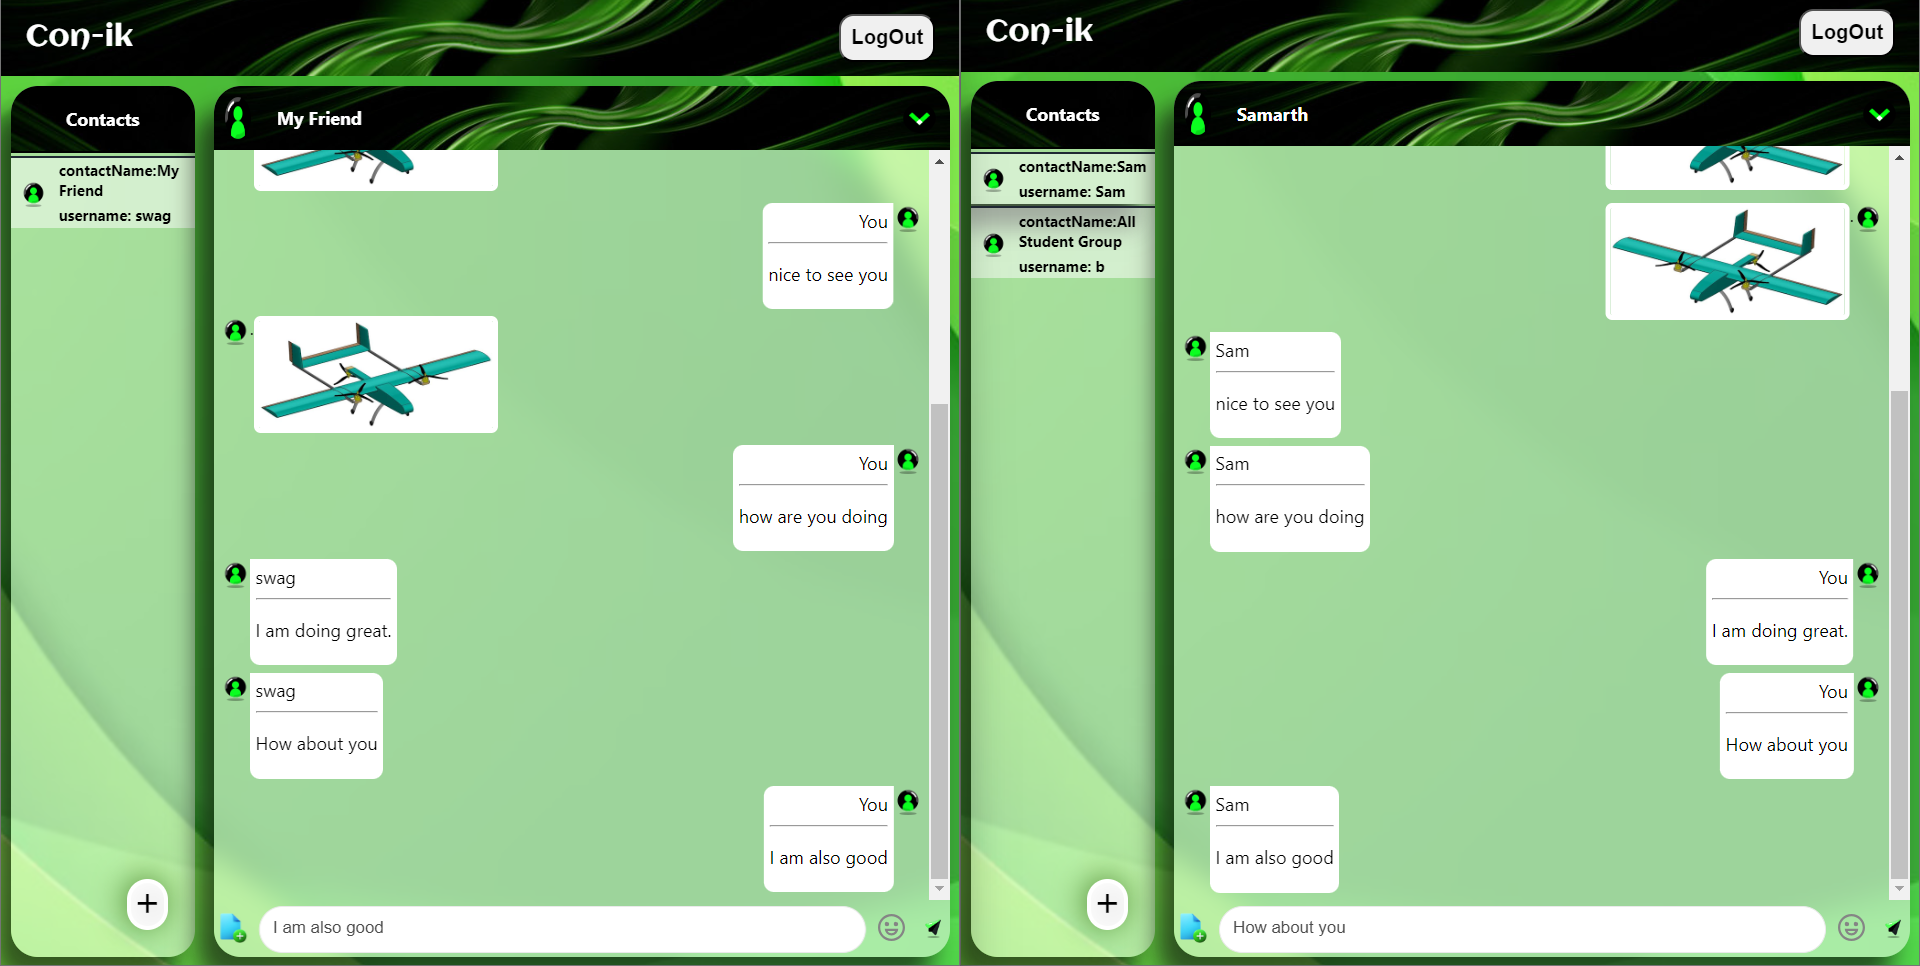 Con-ik
LogOut
Contacts
contactName:My
Friend
username: swag
My Friend
You
nice to see you
You
how are you doing
swag
I am doing great.
swag
How about you
You
I am also good
+
I am also good
Con-ik
LogOut
Contacts
contactName:Sam
username: Sam
contactName:All
Student Group
username: b
Samarth
Sam
nice to see you
Sam
how are you doing
You
I am doing great.
You
How about you
Sam
I am also good
+
How about you